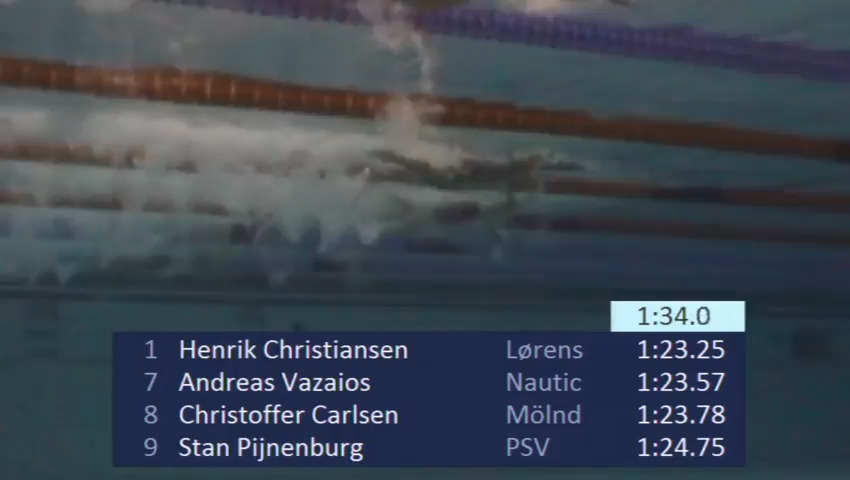 1:34.0
1 Henrik Christiansen Lørens 1:23.25
7 Andreas Vazaios Nautic 1:23.57
8 Christoffer Carlsen Mölnd 1:23.78
9 Stan Pijnenburg PSV 1:24.75